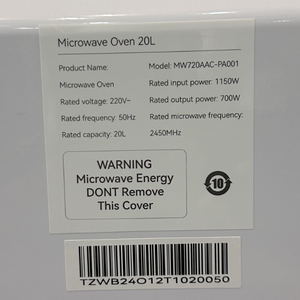 Microwave Oven 20L
Product Name: Model: MW720AAC-PA001
Microwave Oven Rated input power: 1150W
Rated voltage: 220V~ Rated output power: 700W
Rated frequency: 50Hz Rated microwave frequency:
Rated capacity: 20L 2450MHz
WARNING
Microwave Energy
DONT Remove
This Cover
10
TZWB24O12T1020050